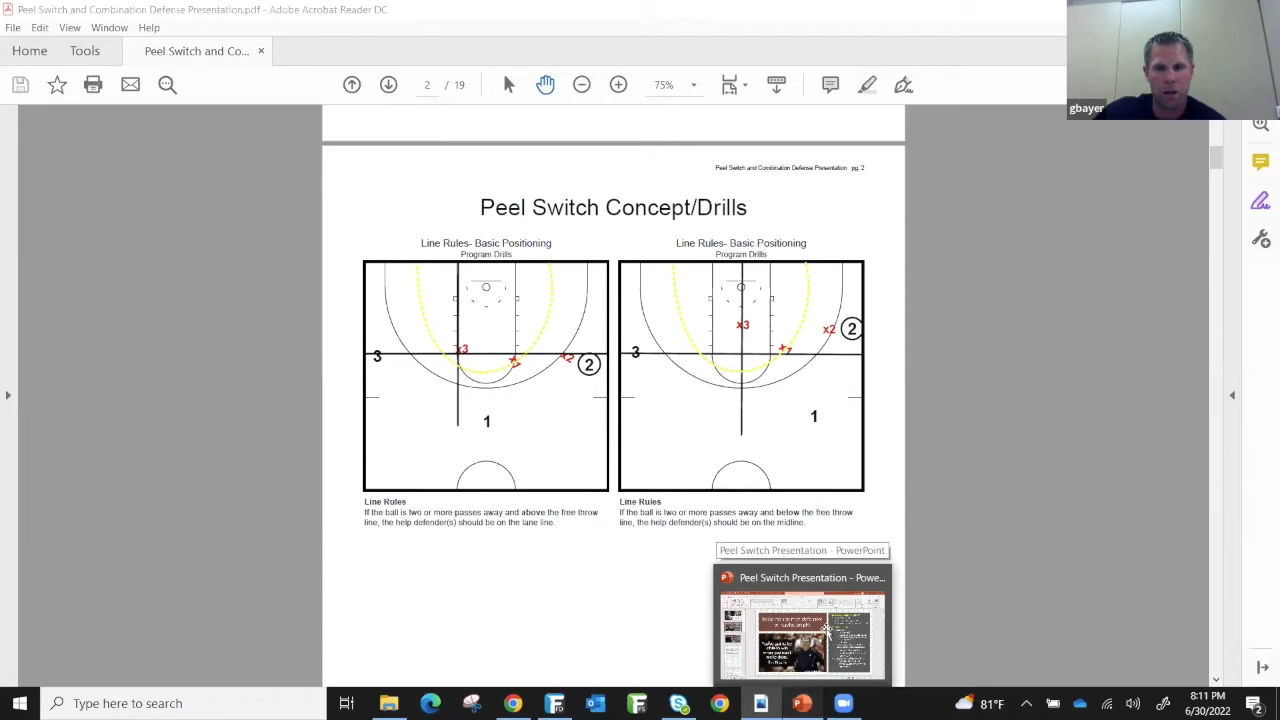 Peel Switch and Combination Defense Presentation.pdf - Adobe Acrobat Reader DC
File Edit View Window Help
Home Tools Peel Switch and Co... ×
2 / 19 75%
gbayer
Peel Switch and Combination Defense Presentation pg. 2
Peel Switch Concept/Drills
Line Rules- Basic Positioning
Program Drills
3 x3 x1 x2 2
1
Line Rules
If the ball is two or more passes away and above the free throw
line, the help defender(s) should be on the lane line.
Line Rules- Basic Positioning
Program Drills
x3 x2 2
3 x1
1
Line Rules
If the ball is two or more passes away and below the free throw
line, the help defender(s) should be on the midline.
Peel Switch Presentation - PowerPoint
Peel Switch Presentation - Powe...
Type here to search
81°F
8:11 PM
6/30/2022
2